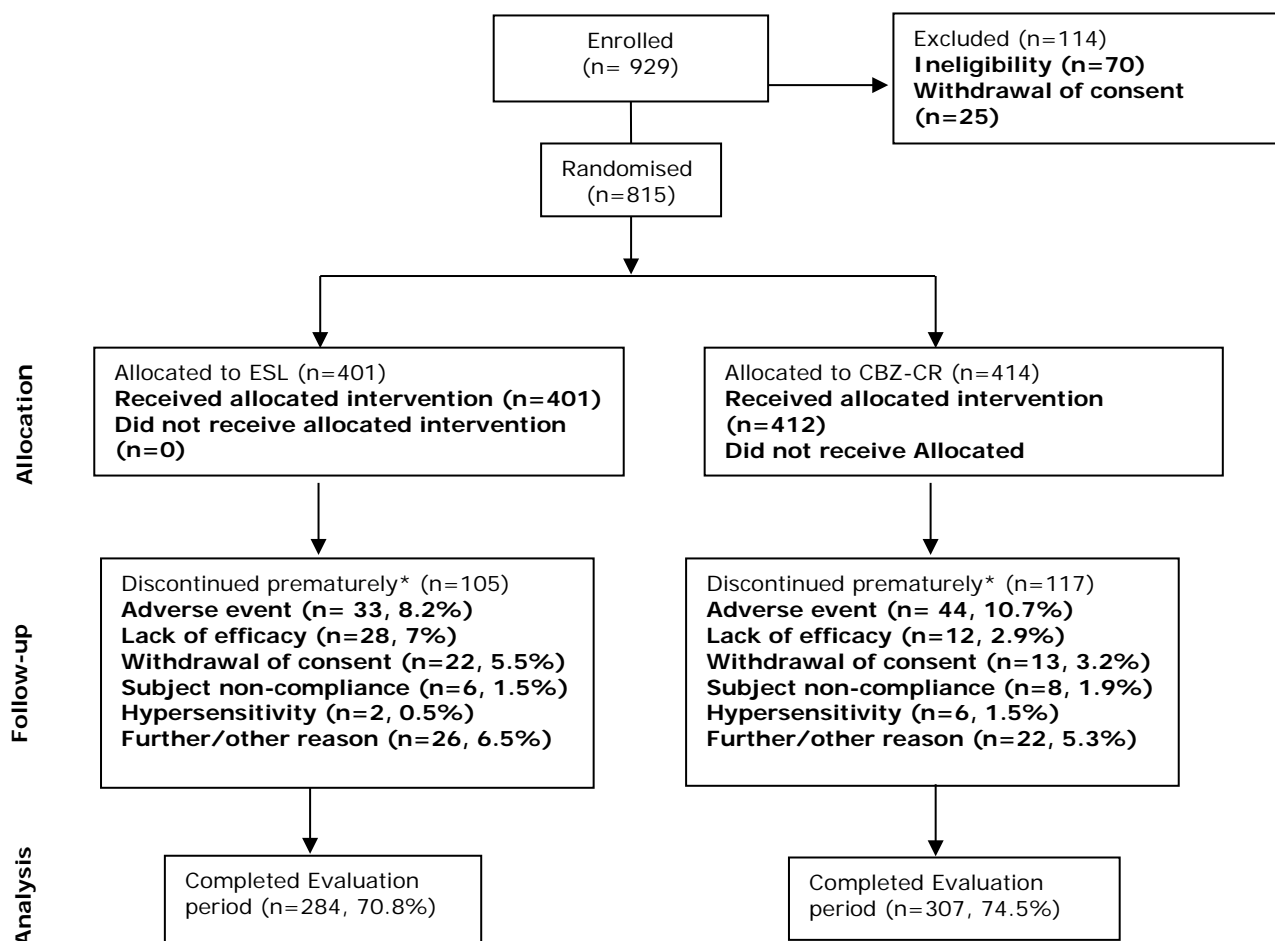 Enrolled
(n= 929)
Excluded (n=114)
Ineligibility (n=70)
Withdrawal of consent
(n=25)
Randomised
(n=815)
Allocation
Allocated to ESL (n=401)
Received allocated intervention (n=401)
Did not receive allocated intervention
(n=0)
Allocated to CBZ-CR (n=414)
Received allocated intervention
(n=412)
Did not receive Allocated
Follow-up
Discontinued prematurely* (n=105)
Adverse event (n= 33, 8.2%)
Lack of efficacy (n=28, 7%)
Withdrawal of consent (n=22, 5.5%)
Subject non-compliance (n=6, 1.5%)
Hypersensitivity (n=2, 0.5%)
Further/other reason (n=26, 6.5%)
Discontinued prematurely* (n=117)
Adverse event (n= 44, 10.7%)
Lack of efficacy (n=12, 2.9%)
Withdrawal of consent (n=13, 3.2%)
Subject non-compliance (n=8, 1.9%)
Hypersensitivity (n=6, 1.5%)
Further/other reason (n=22, 5.3%)
Analysis
Completed Evaluation
period (n=284, 70.8%)
Completed Evaluation
period (n=307, 74.5%)